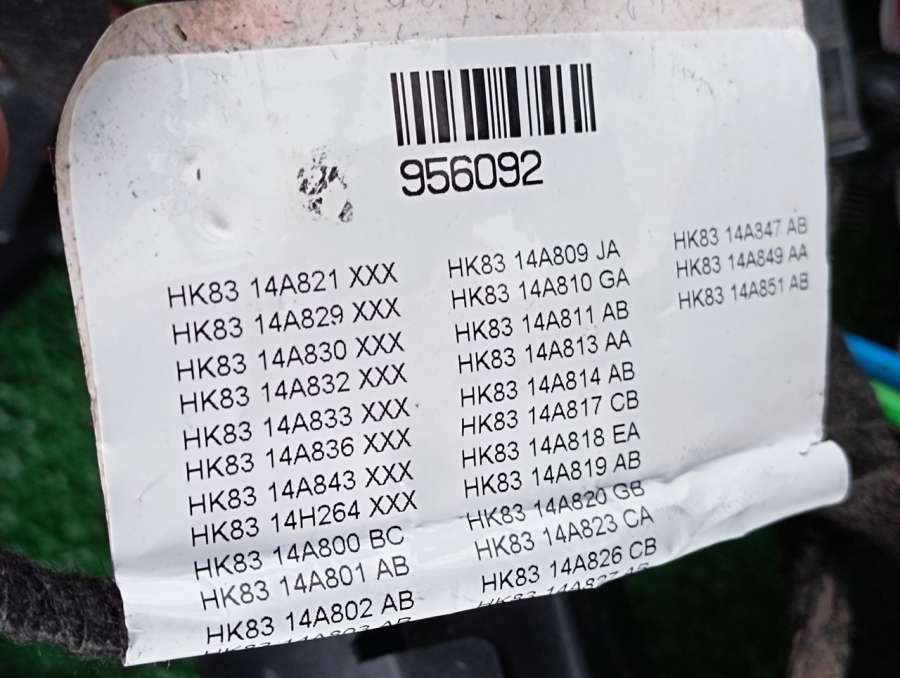 956092
HK83 14A821 XXX
HK83 14A829 XXX
HK83 14A830 XXX
HK83 14A832 XXX
HK83 14A833 XXX
HK83 14A836 XXX
HK83 14A843 XXX
HK83 14H264 XXX
HK83 14A800 BC
HK83 14A801 AB
HK83 14A802 AB
HK83 14A809 JA
HK83 14A810 GA
HK83 14A811 AB
HK83 14A813 AA
HK83 14A814 AB
HK83 14A817 CB
HK83 14A818 EA
HK83 14A819 AB
HK83 14A820 GB
HK83 14A823 CA
HK83 14A826 CB
HK83 14A847 AB
HK83 14A849 AA
HK83 14A851 AB